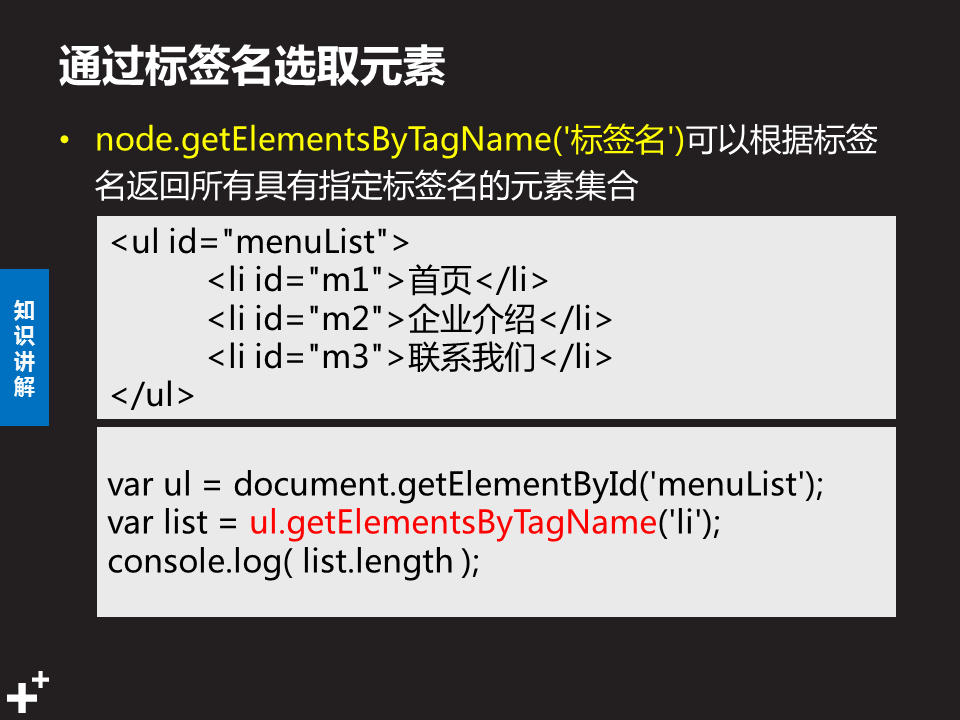 通过标签名选取元素
• node.getElementsByTagName('标签名')可以根据标签
名返回所有具有指定标签名的元素集合
<ul id="menuList">
<li id="m1">首页</li>
<li id="m2">企业介绍</li>
<li id="m3">联系我们</li>
</ul>
知
识
讲
解
var ul = document.getElementById('menuList');
var list = ul.getElementsByTagName('li');
console.log( list.length );